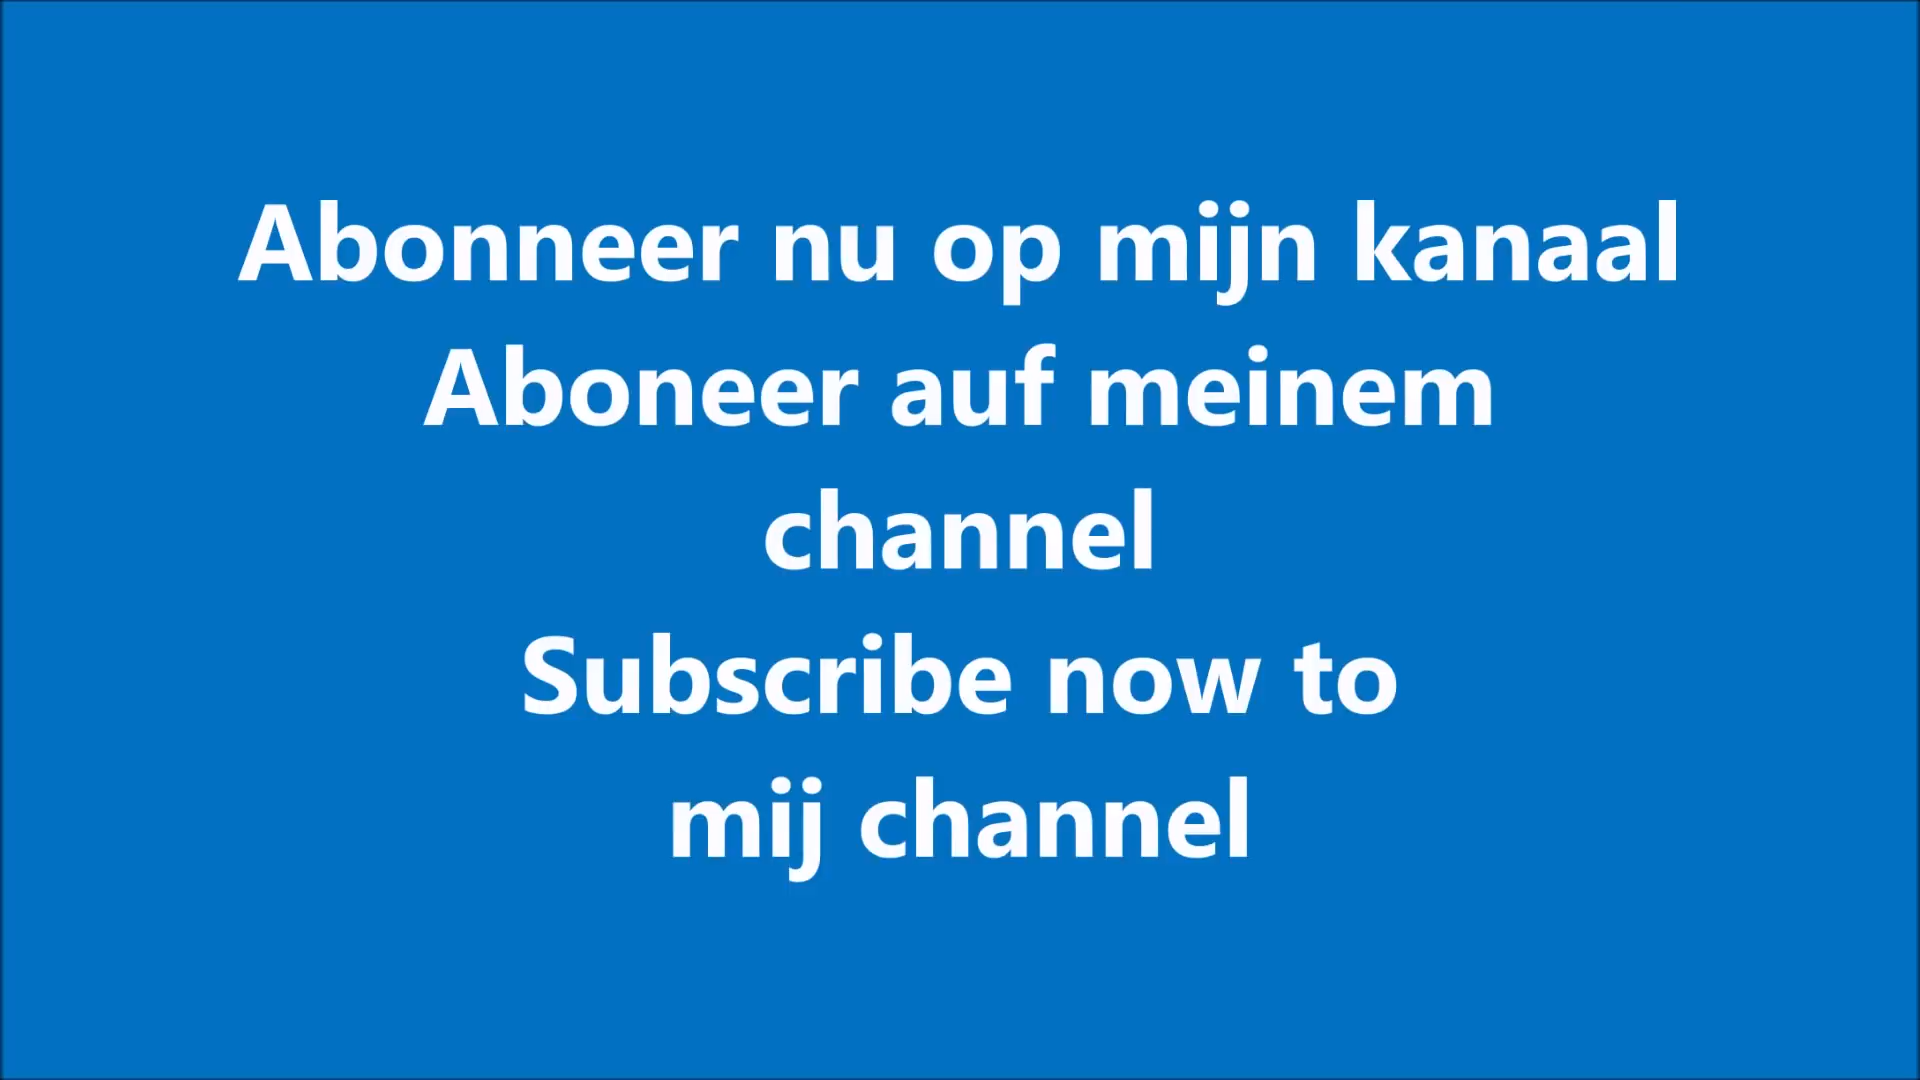 Abonneer nu op mijn kanaal
Aboneer auf meinem
channel
Subscribe now to
mij channel